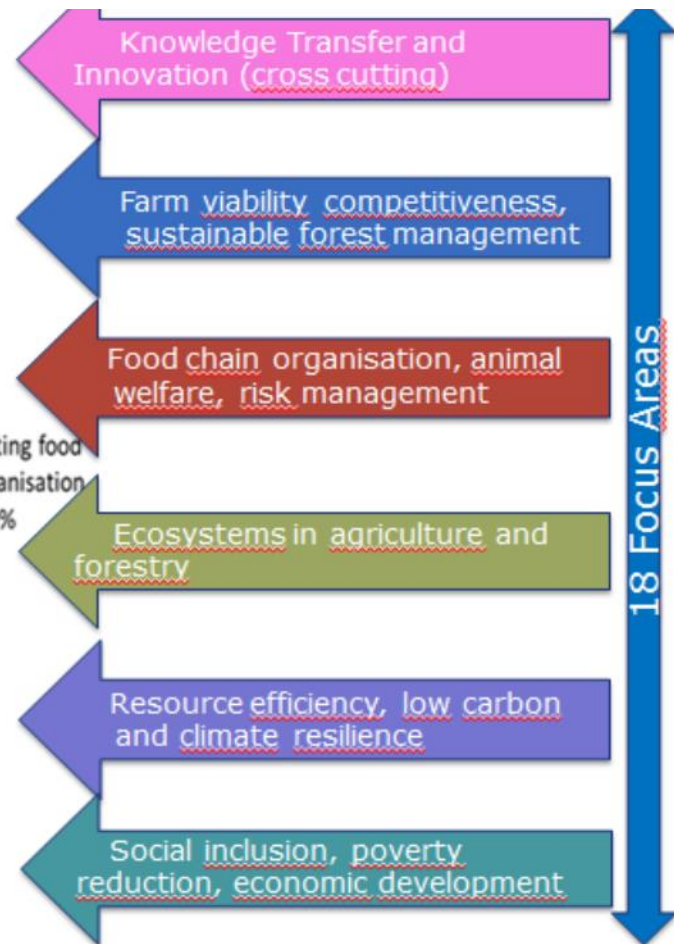 Knowledge Transfer and
Innovation (cross cutting)
Farm viability competitiveness,
sustainable forest management
Food chain organisation, animal
welfare, risk management
Ecosystems in agriculture and
forestry
Resource efficiency, low carbon
and climate resilience
Social inclusion, poverty
reduction, economic development
18 Focus Areas
food
%